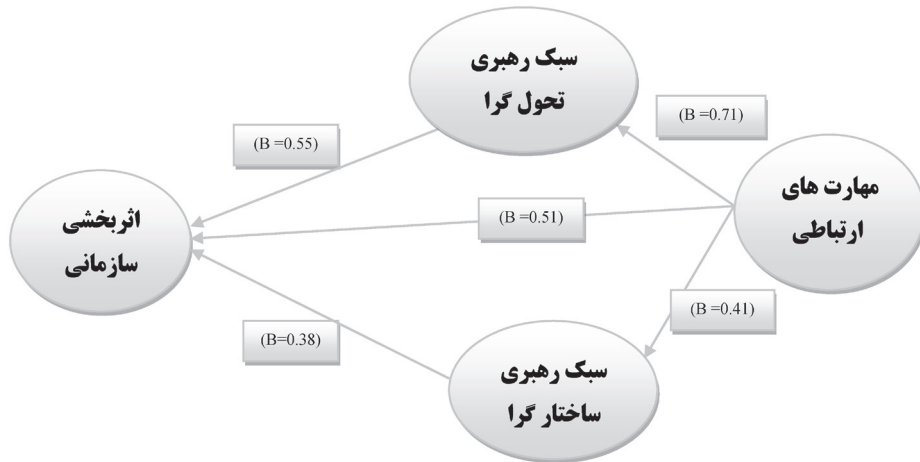 سبک رهبری
تحول گرا
(B =0.71)
(B =0.55)
مهارت های
ارتباطی
(B =0.51)
اثربخشی
سازمانی
(B =0.41)
(B=0.38)
سبک رهبری
ساختار گرا